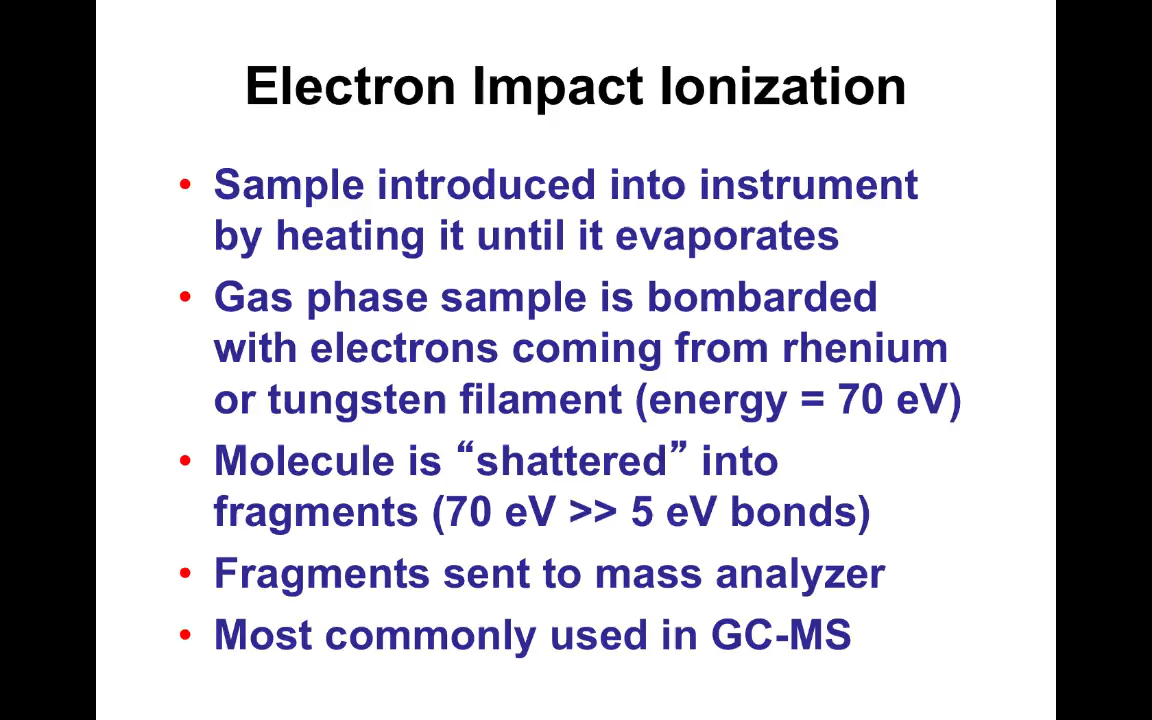 Electron Impact Ionization
• Sample introduced into instrument
by heating it until it evaporates
• Gas phase sample is bombarded
with electrons coming from rhenium
or tungsten filament (energy = 70 eV)
• Molecule is “shattered” into
fragments (70 eV >> 5 eV bonds)
• Fragments sent to mass analyzer
• Most commonly used in GC-MS